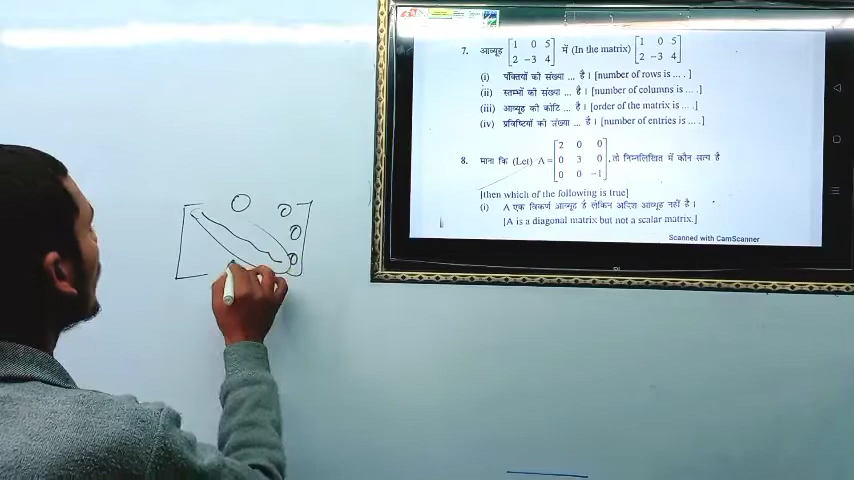 7. आव्यूह [1 0 5 में (In the matrix) [1 0 5
2 −3 4] 2 −3 4]
(i) पंक्तियों की संख्या ... है। [number of rows is ... .]
(ii) स्तम्भों की संख्या ... है। [number of columns is ... .]
(iii) आव्यूह की कोटि ... है। [order of the matrix is ... .]
(iv) प्रविष्टियों की संख्या ... है। [number of entries is ... .]
2 0 0
8. माना कि (Let) A = 0 3 0 , तो निम्नलिखित में कौन सत्य है
0 0 −1
[then which of the following is true]
(i) A एक विकर्ण आव्यूह है लेकिन अदिश आव्यूह नहीं है।
[A is a diagonal matrix but not a scalar matrix.]
Scanned with CamScanner